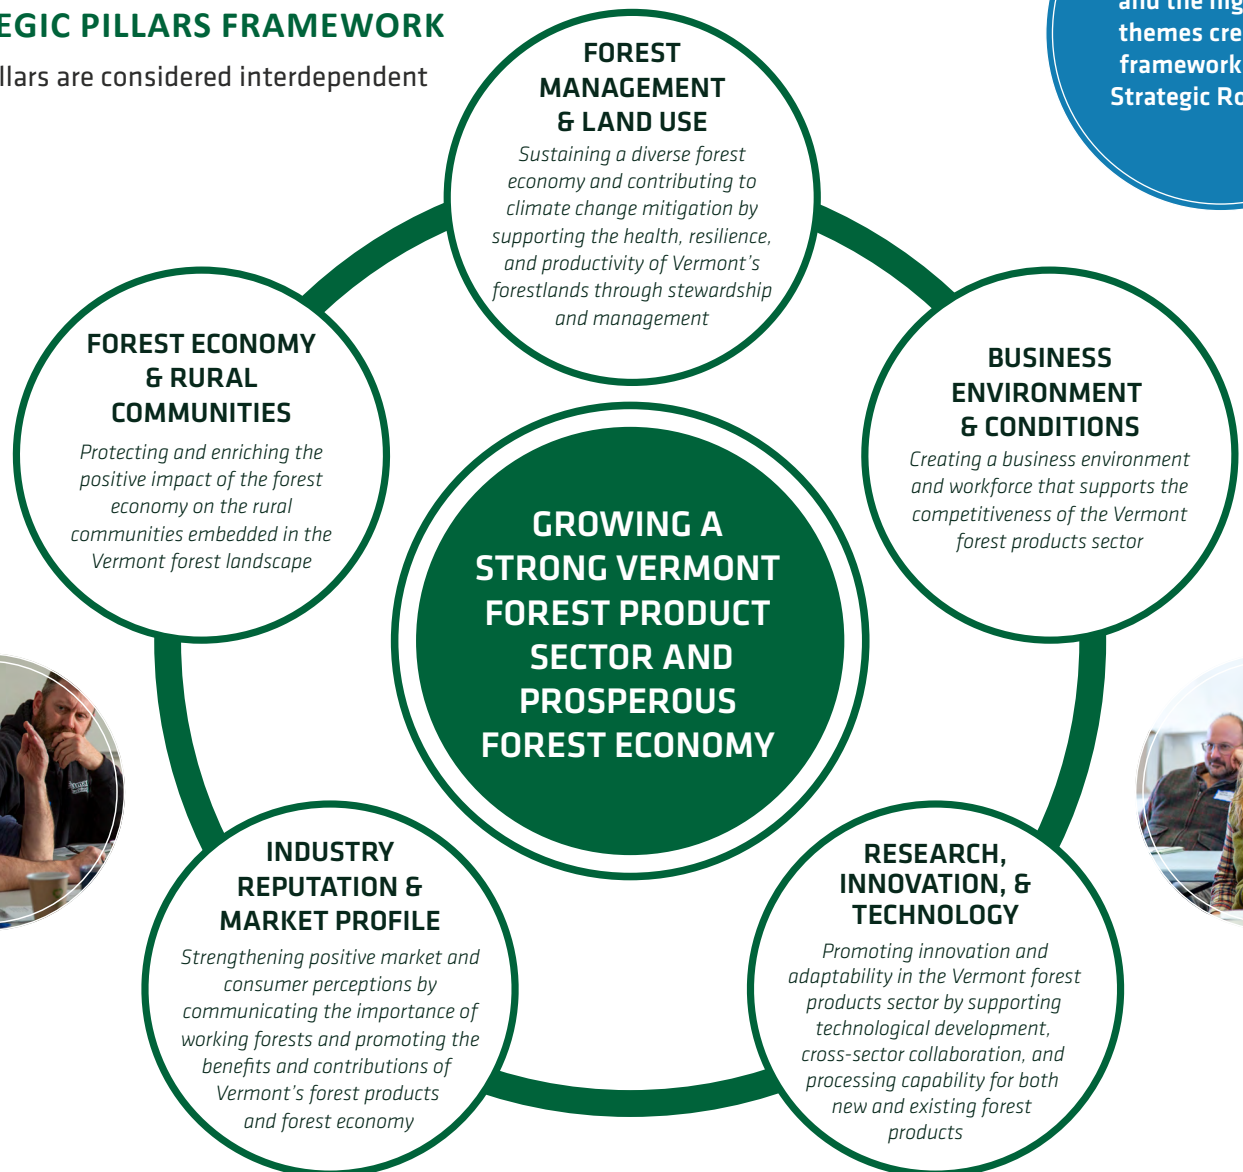 PILLARS FRAMEWORK
are considered interdependent
and the
themes
framework
Strategic
FOREST
MANAGEMENT
& LAND USE
Sustaining a diverse forest
economy and contributing to
climate change mitigation by
supporting the health, resilience,
and productivity of Vermont's
forestlands through stewardship
and management
FOREST ECONOMY
& RURAL
COMMUNITIES
Protecting and enriching the
positive impact of the forest
economy on the rural
communities embedded in the
Vermont forest landscape
BUSINESS
ENVIRONMENT
& CONDITIONS
Creating a business environment
and workforce that supports the
competitiveness of the Vermont
forest products sector
GROWING A
STRONG VERMONT
FOREST PRODUCT
SECTOR AND
PROSPEROUS
FOREST ECONOMY
INDUSTRY
REPUTATION &
MARKET PROFILE
Strengthening positive market and
consumer perceptions by
communicating the importance of
working forests and promoting the
benefits and contributions of
Vermont's forest products
and forest economy
RESEARCH,
INNOVATION, &
TECHNOLOGY
Promoting innovation and
adaptability in the Vermont forest
products sector by supporting
technological development,
cross-sector collaboration, and
processing capability for both
new and existing forest
products